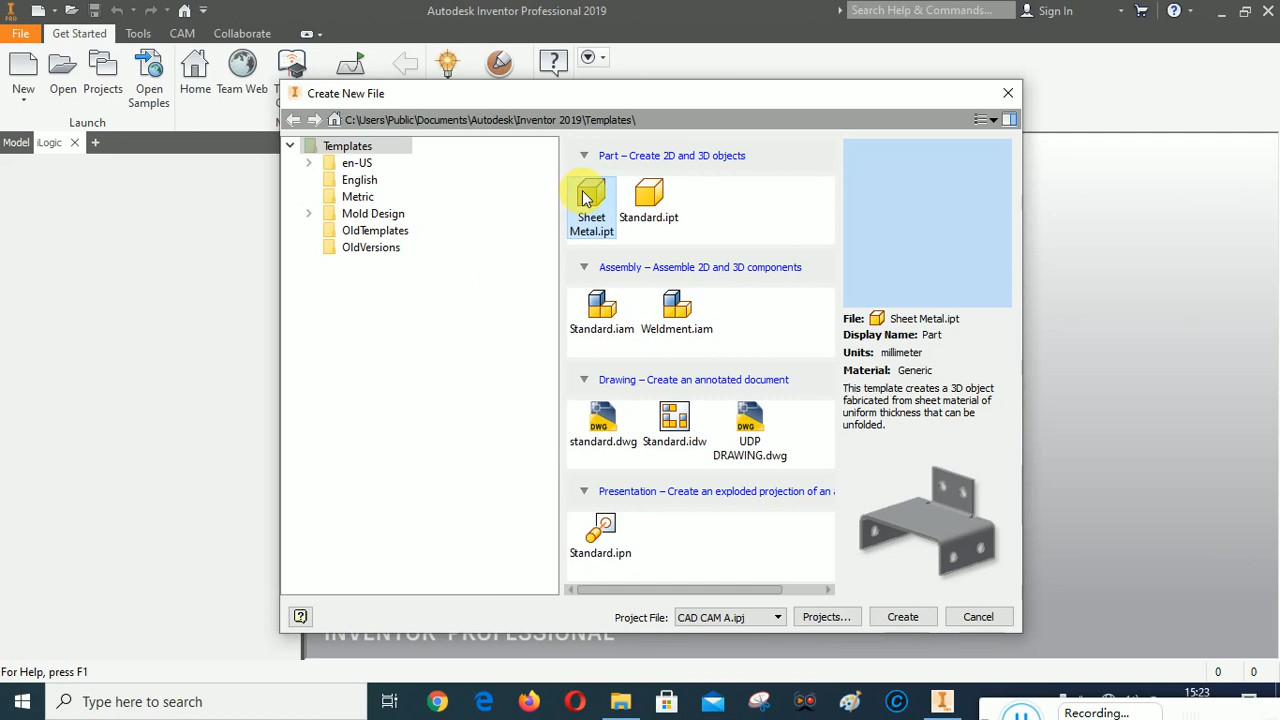 PRO
Autodesk Inventor Professional 2019
Search Help & Commands...
Sign In
File
Get Started
Tools
CAM
Collaborate
New
Open
Projects
Open
Samples
Home
Team Web
Launch
Model
iLogic
Create New File
C:\Users\Public\Documents\Autodesk\Inventor 2019\Templates\
Templates
en-US
English
Metric
Mold Design
OldTemplates
OldVersions
Part – Create 2D and 3D objects
Sheet
Metal.ipt
Standard.ipt
Assembly – Assemble 2D and 3D components
Standard.iam
Weldment.iam
Drawing – Create an annotated document
DWG
DWG
standard.dwg
Standard.idw
UDP
DRAWING.dwg
Presentation – Create an exploded projection of an a
Standard.ipn
File: Sheet Metal.ipt
Display Name: Part
Units: millimeter
Material: Generic
This template creates a 3D object
fabricated from sheet material of
uniform thickness that can be
unfolded.
Project File:
CAD CAM A.ipj
Projects...
Create
Cancel
INVENTOR PROFESSIONAL
For Help, press F1
0
0
Type here to search
15:23
Recording...